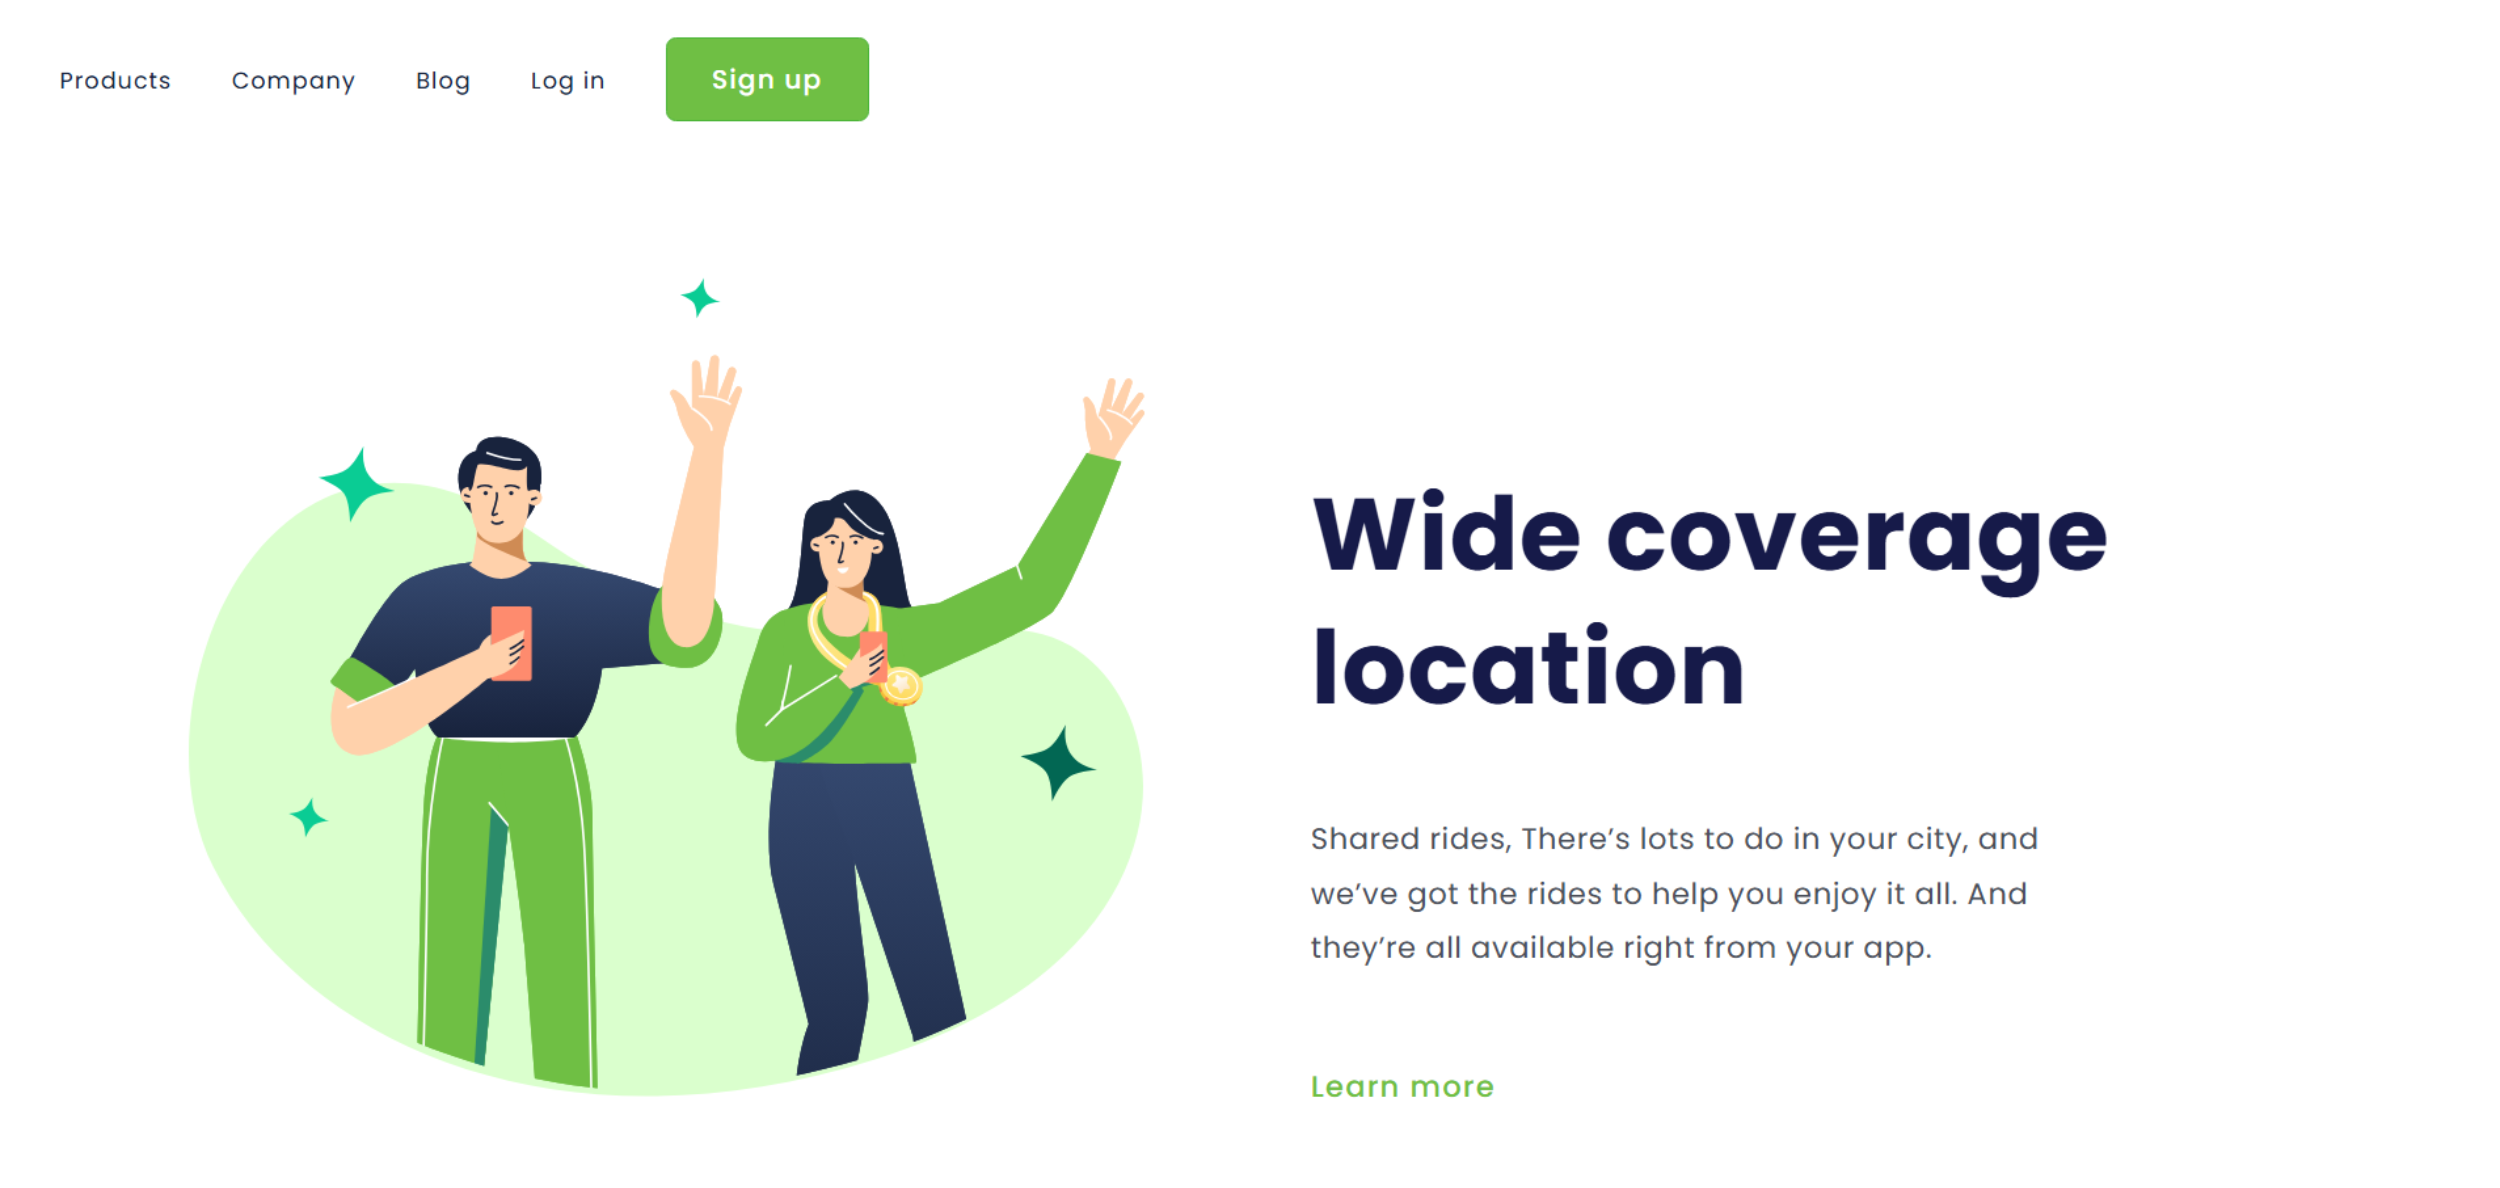 Products Company Blog Log in Sign up
Wide coverage
location
Shared rides, There’s lots to do in your city, and
we’ve got the rides to help you enjoy it all. And
they’re all available right from your app.
Learn more